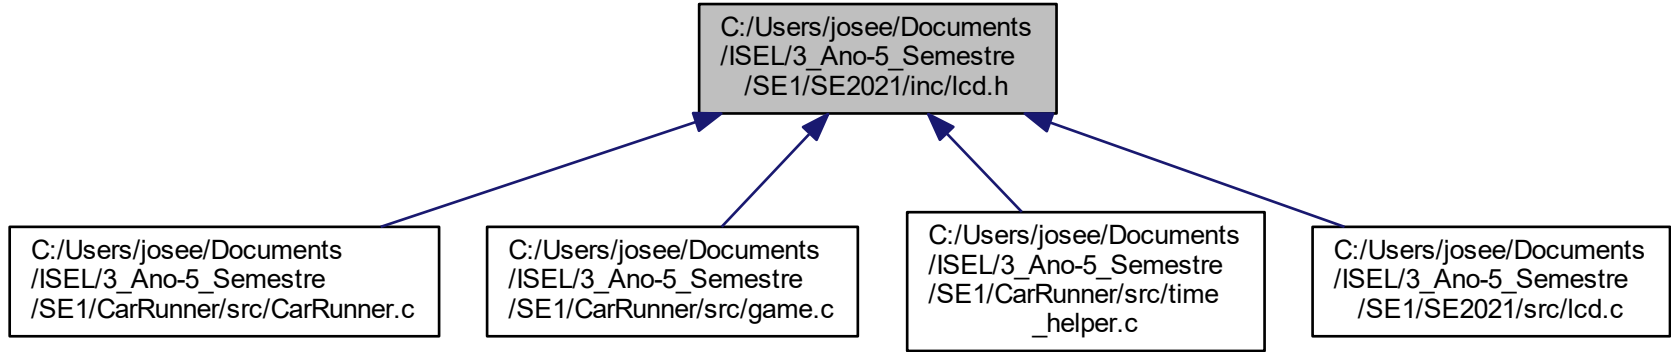 C:/Users/josee/Documents
/ISEL/3_Ano-5_Semestre
/SE1/SE2021/inc/lcd.h
C:/Users/josee/Documents
/ISEL/3_Ano-5_Semestre
/SE1/CarRunner/src/CarRunner.c
C:/Users/josee/Documents
/ISEL/3_Ano-5_Semestre
/SE1/CarRunner/src/game.c
C:/Users/josee/Documents
/ISEL/3_Ano-5_Semestre
/SE1/CarRunner/src/time
_helper.c
C:/Users/josee/Documents
/ISEL/3_Ano-5_Semestre
/SE1/SE2021/src/lcd.c